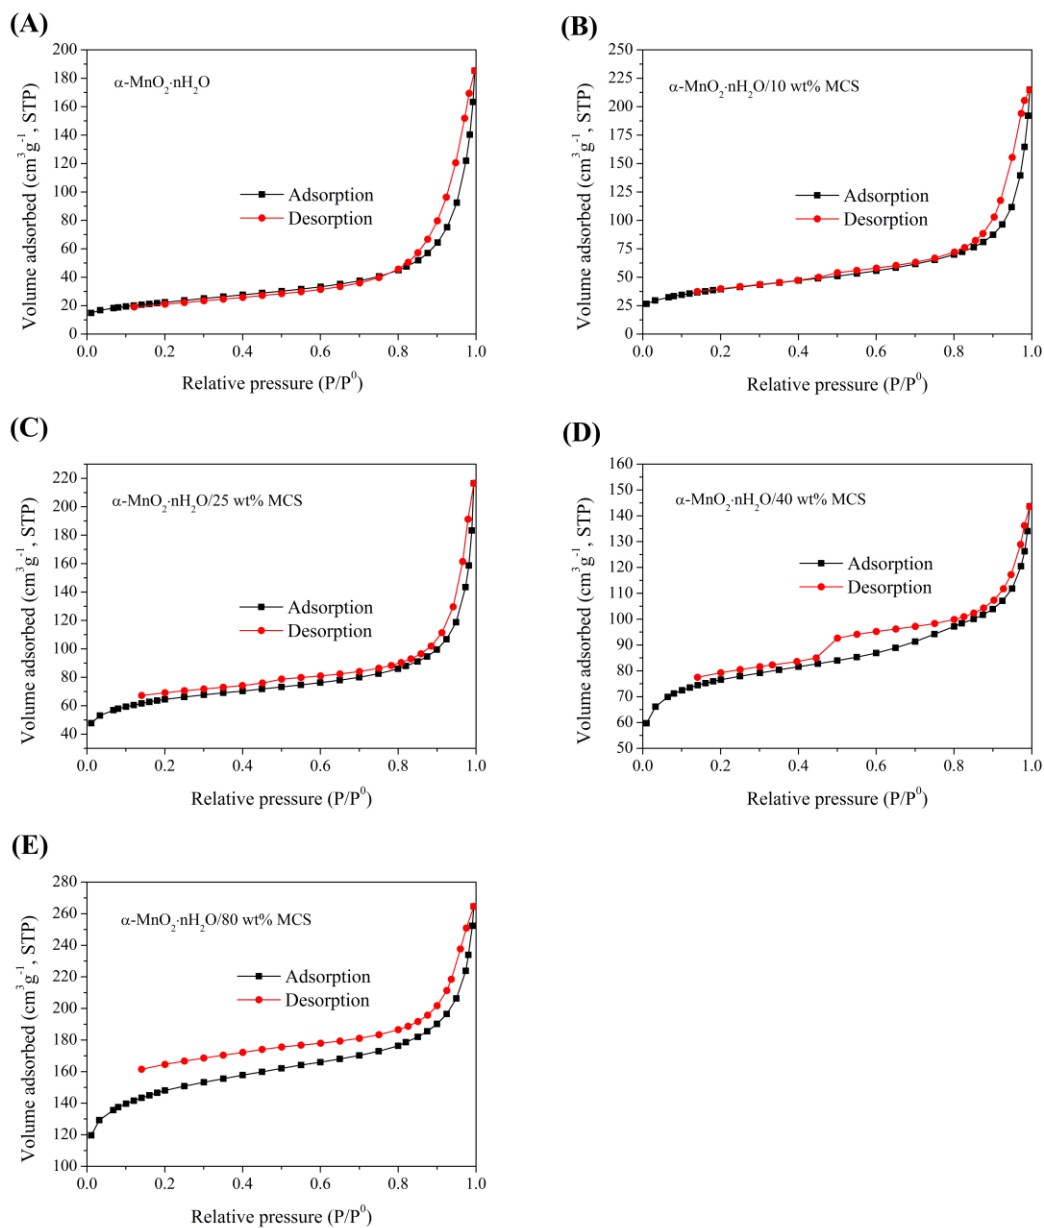 (A)
α-MnO₂·nH₂O
Adsorption
Desorption
Volume adsorbed (cm³g⁻¹, STP)
200
180
160
140
120
100
80
60
40
20
0
0.0 0.2 0.4 0.6 0.8 1.0
Relative pressure (P/P⁰)
(B)
α-MnO₂·nH₂O/10 wt% MCS
Adsorption
Desorption
Volume adsorbed (cm³g⁻¹, STP)
250
225
200
175
150
125
100
75
50
25
0
0.0 0.2 0.4 0.6 0.8 1.0
Relative pressure (P/P⁰)
(C)
α-MnO₂·nH₂O/25 wt% MCS
Adsorption
Desorption
Volume adsorbed (cm³g⁻¹, STP)
220
200
180
160
140
120
100
80
60
40
0.0 0.2 0.4 0.6 0.8 1.0
Relative pressure (P/P⁰)
(D)
α-MnO₂·nH₂O/40 wt% MCS
Adsorption
Desorption
Volume adsorbed (cm³g⁻¹, STP)
160
150
140
130
120
110
100
90
80
70
60
50
0.0 0.2 0.4 0.6 0.8 1.0
Relative pressure (P/P⁰)
(E)
α-MnO₂·nH₂O/80 wt% MCS
Adsorption
Desorption
Volume adsorbed (cm³g⁻¹, STP)
280
260
240
220
200
180
160
140
120
100
0.0 0.2 0.4 0.6 0.8 1.0
Relative pressure (P/P⁰)